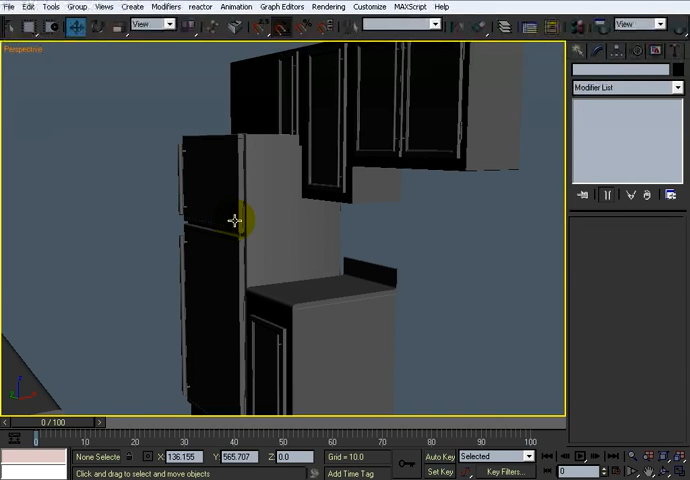 File Edit Tools Group Views Create Modifiers reactor Animation Graph Editors Rendering Customize MAXScript Help
View
View
Perspective
Modifier List
0 / 100
0 10 20 30 40 50 60 70 80 90 100
None Selecte X: 136.155 Y: 565.707 Z: 0.0 Grid = 10.0 Auto Key Selected
Click and drag to select and move objects Add Time Tag Set Key Key Filters... 0